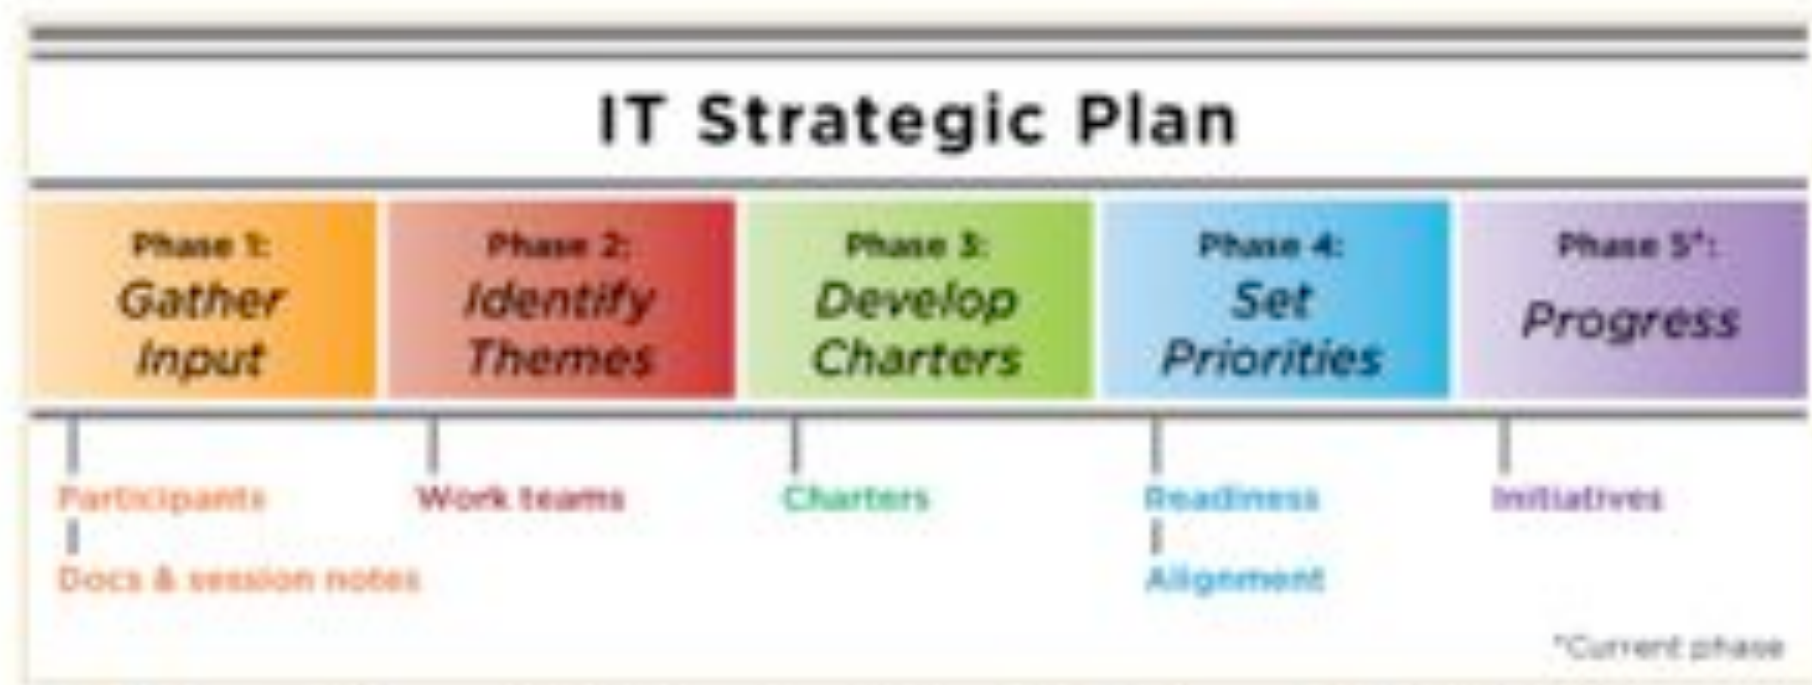 IT Strategic Plan
Phase 1:
Gather
Input
Phase 2:
Identify
Themes
Phase 3:
Develop
Charters
Phase 4:
Set
Priorities
Phase 5*:
Progress
Participants
Docs & session notes
Work teams
Charters
Readiness
Alignment
Initiatives
*Current phase